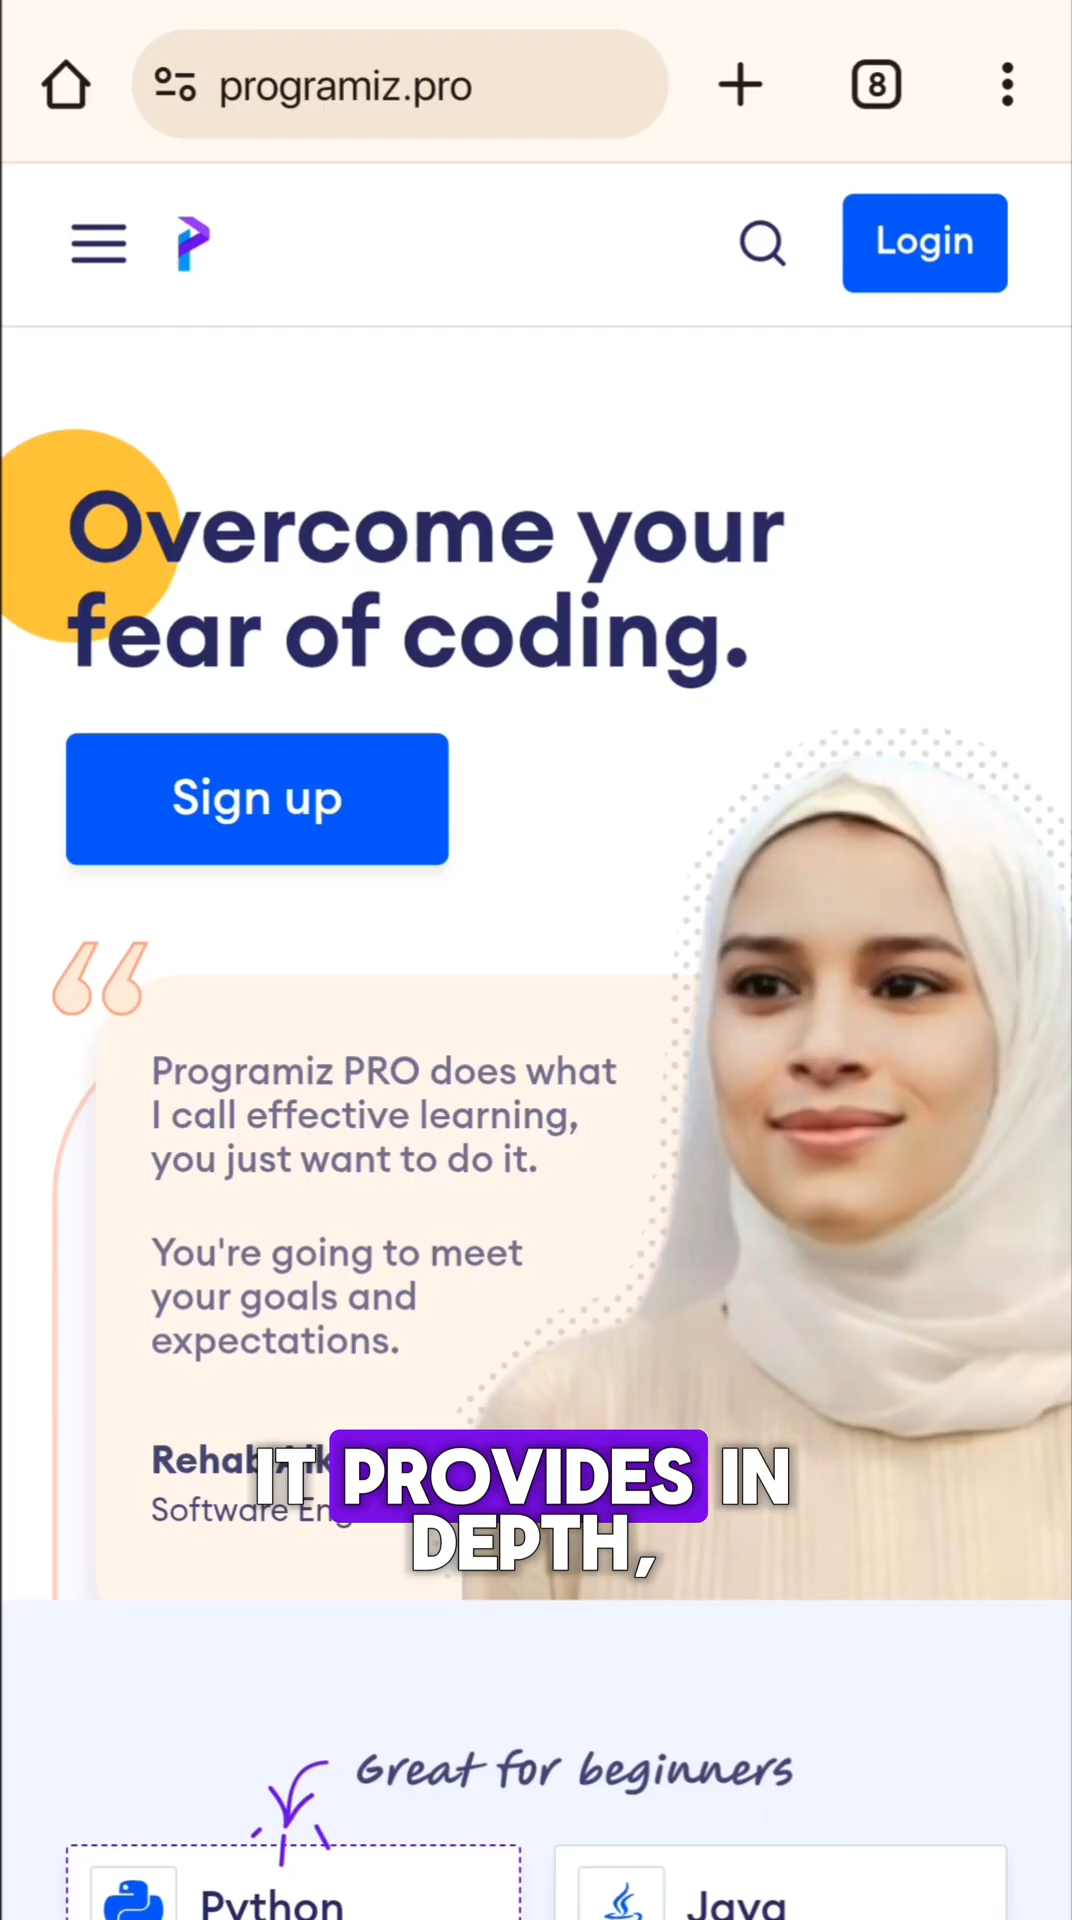 programiz.pro
8
Login
Overcome your
fear of coding.
Sign up
Programiz PRO does what
I call effective learning,
you just want to do it.
You're going to meet
your goals and
expectations.
Rehab
Software
IT PROVIDES IN
DEPTH,
Great for beginners
Python
Java